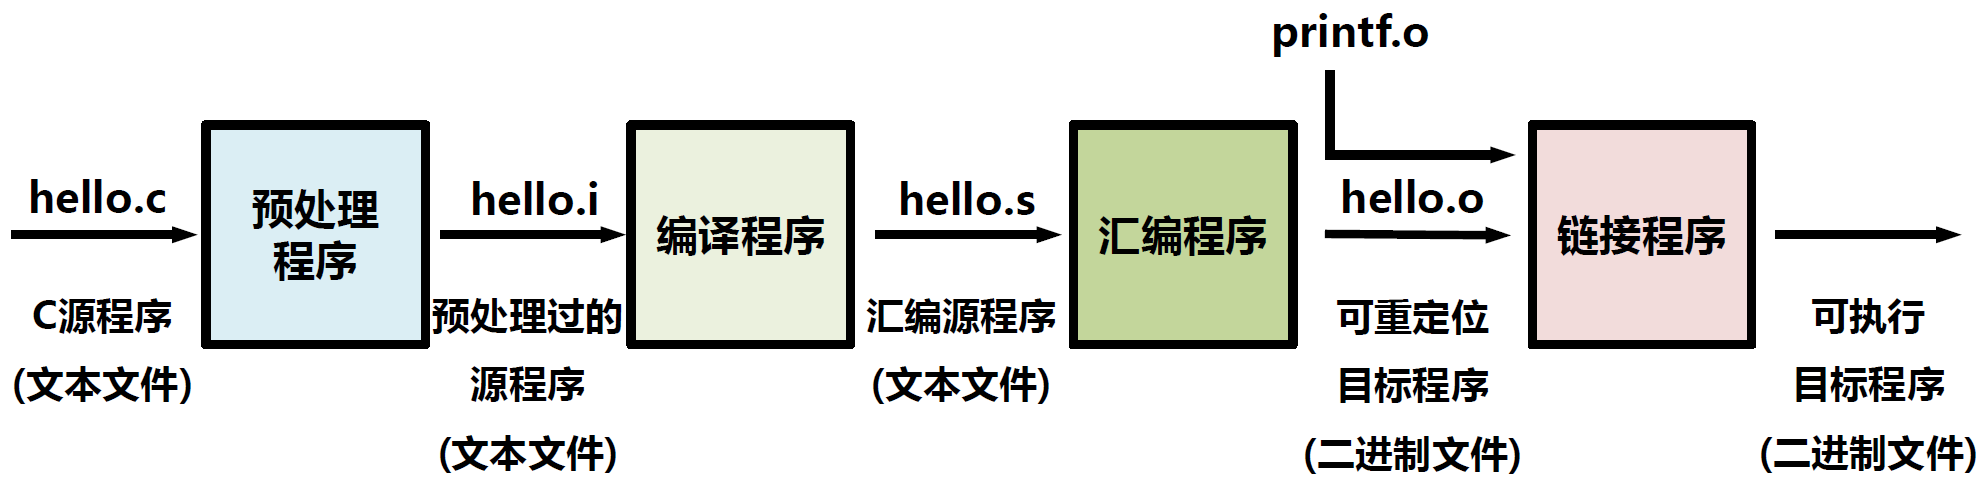 printf.o
hello.c
预处理
程序
hello.i
编译程序
hello.s
汇编程序
hello.o
链接程序
C源程序
(文本文件)
预处理过的
源程序
(文本文件)
汇编源程序
(文本文件)
可重定位
目标程序
(二进制文件)
可执行
目标程序
(二进制文件)